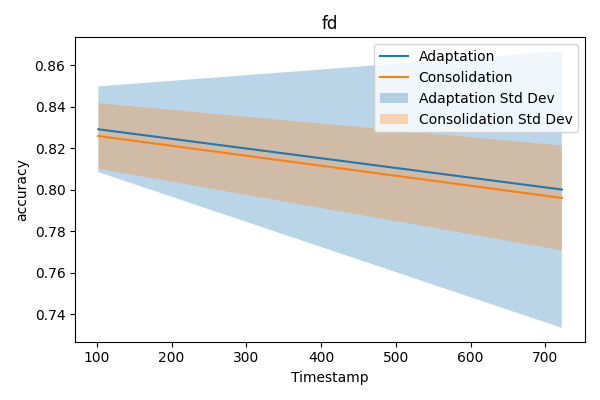 fd
Adaptation
Consolidation
Adaptation Std Dev
Consolidation Std Dev
0.86
0.84
0.82
0.80
0.78
0.76
0.74
accuracy
100 200 300 400 500 600 700
Timestamp